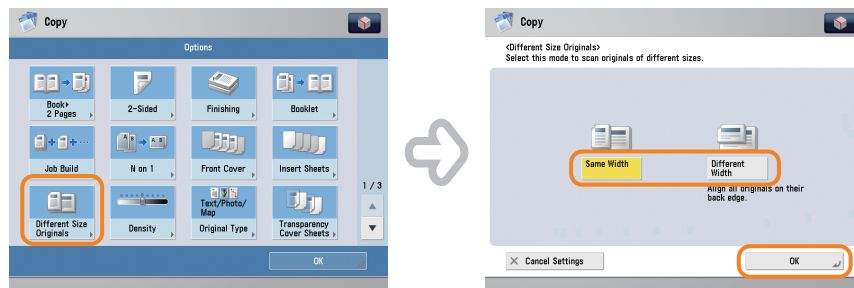 Copy
Options
Book▸
2 Pages
2-Sided
Finishing
Booklet
Job Build
N on 1
Front Cover
Insert Sheets
1 / 3
Different Size
Originals
Density
Text/Photo/
Map
Original Type
Transparency
Cover Sheets
OK
Copy
<Different Size Originals>
Select this mode to scan originals of different sizes.
Same Width
Different
Width
Align all originals on their
back edge.
Cancel Settings
OK